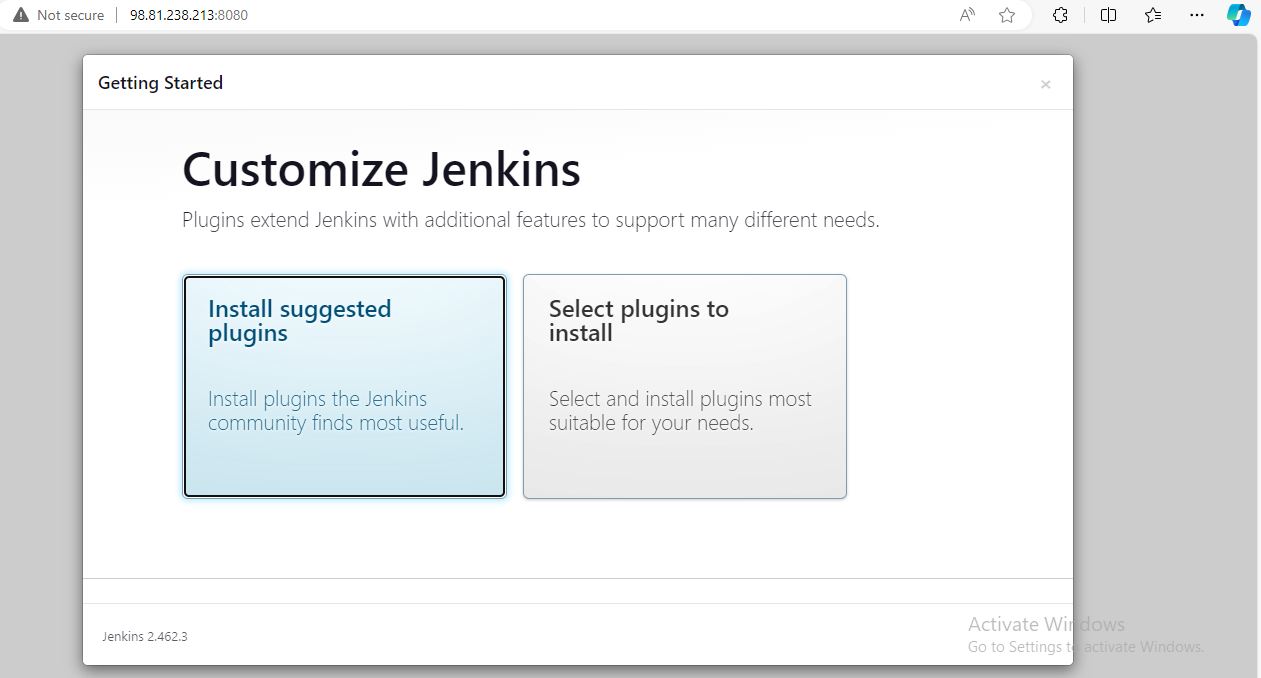 Not secure 98.81.238.213:8080
Getting Started
Customize Jenkins
Plugins extend Jenkins with additional features to support many different needs.
Install suggested
plugins
Install plugins the Jenkins
community finds most useful.
Select plugins to
install
Select and install plugins most
suitable for your needs.
Jenkins 2.462.3
Activate Windows
Go to Settings to activate Windows.